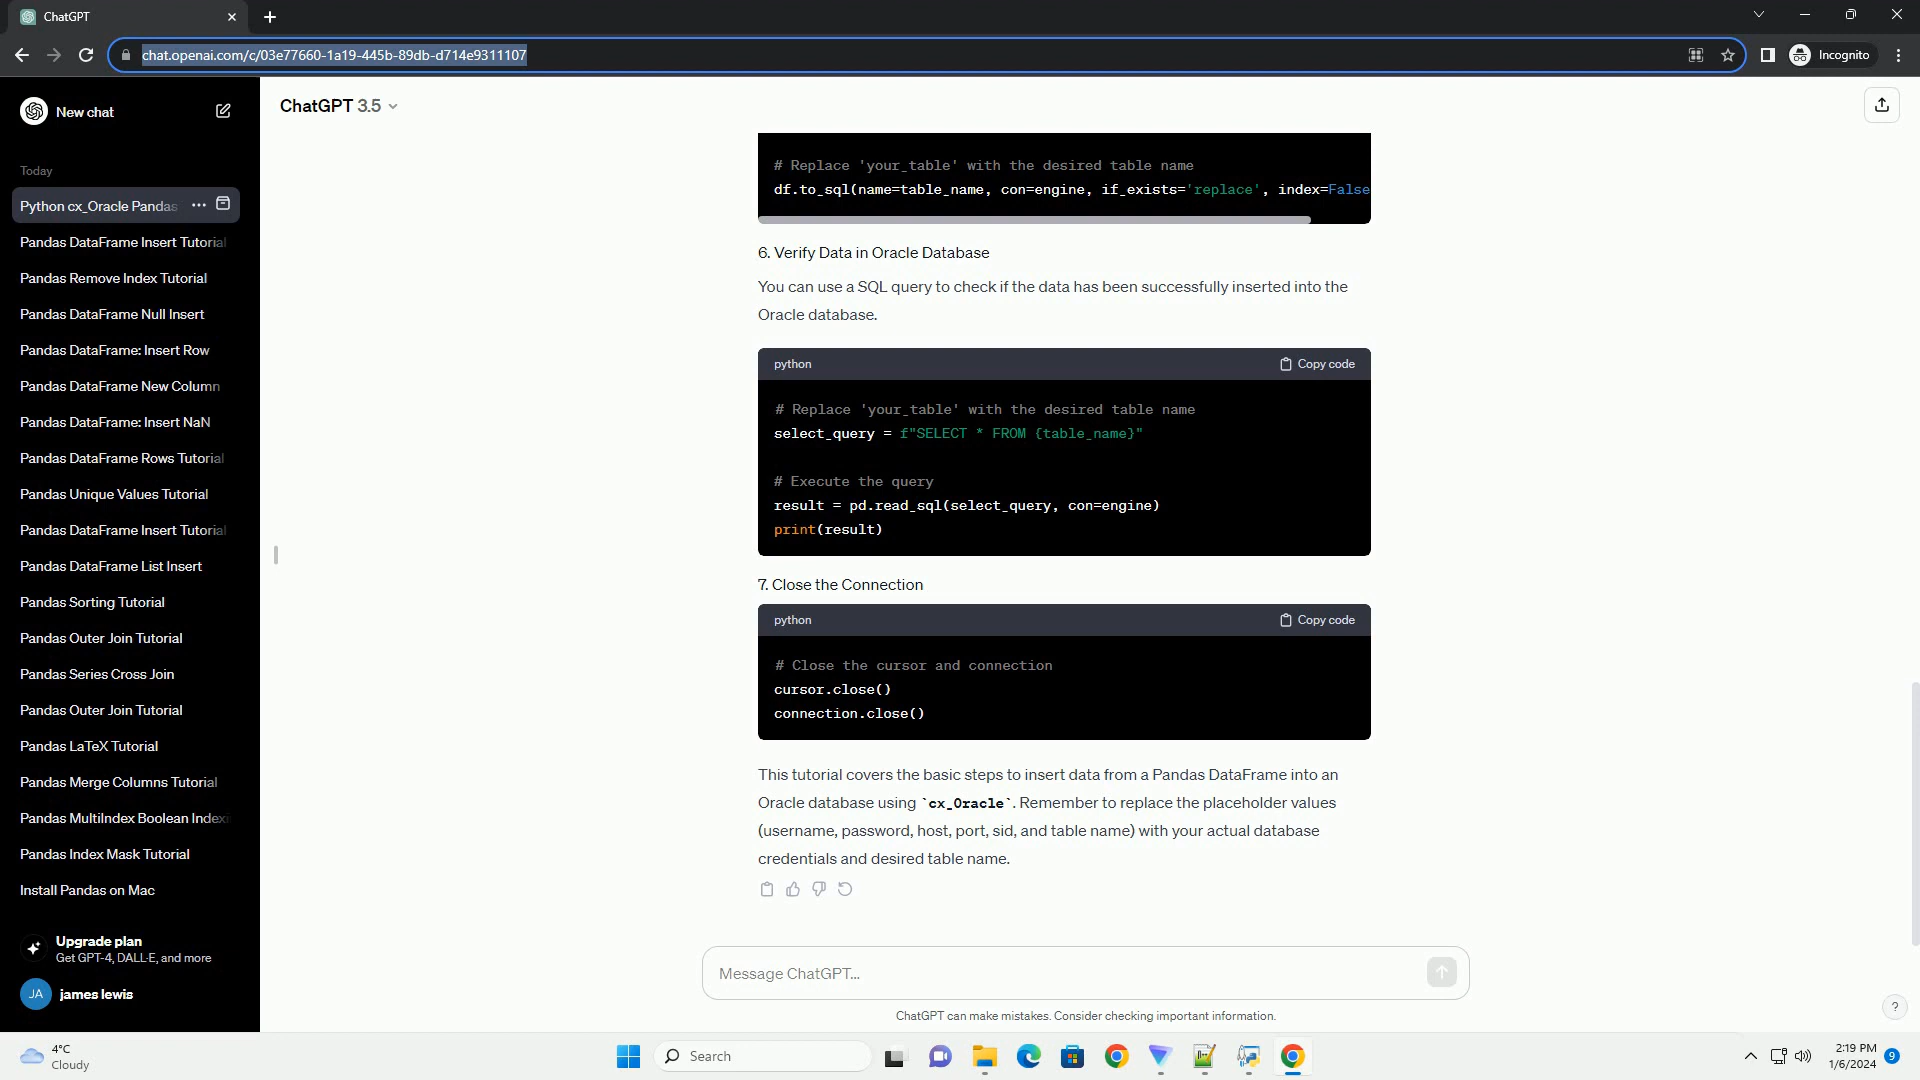 ChatGPT
chat.openai.com/c/03e77660-1a19-445b-89db-d714e9311107
Incognito
New chat
ChatGPT 3.5
Today
Python cx_Oracle Pandas
Pandas DataFrame Insert Tutorial
Pandas Remove Index Tutorial
Pandas DataFrame Null Insert
Pandas DataFrame: Insert Row
Pandas DataFrame New Column
Pandas DataFrame: Insert NaN
Pandas DataFrame Rows Tutorial
Pandas Unique Values Tutorial
Pandas DataFrame Insert Tutorial
Pandas DataFrame List Insert
Pandas Sorting Tutorial
Pandas Outer Join Tutorial
Pandas Series Cross Join
Pandas Outer Join Tutorial
Pandas LaTeX Tutorial
Pandas Merge Columns Tutorial
Pandas MultiIndex Boolean Indexi
Pandas Index Mask Tutorial
Install Pandas on Mac
Upgrade plan
Get GPT-4, DALL·E, and more
JA james lewis
# Replace 'your_table' with the desired table name
df.to_sql(name=table_name, con=engine, if_exists='replace', index=False
6. Verify Data in Oracle Database
You can use a SQL query to check if the data has been successfully inserted into the
Oracle database.
python Copy code
# Replace 'your_table' with the desired table name
select_query = f"SELECT * FROM {table_name}"
# Execute the query
result = pd.read_sql(select_query, con=engine)
print(result)
7. Close the Connection
python Copy code
# Close the cursor and connection
cursor.close()
connection.close()
This tutorial covers the basic steps to insert data from a Pandas DataFrame into an
Oracle database using `cx_Oracle`. Remember to replace the placeholder values
(username, password, host, port, sid, and table name) with your actual database
credentials and desired table name.
Message ChatGPT...
ChatGPT can make mistakes. Consider checking important information.
?
4°C
Cloudy
Search
2:19 PM
1/6/2024
9